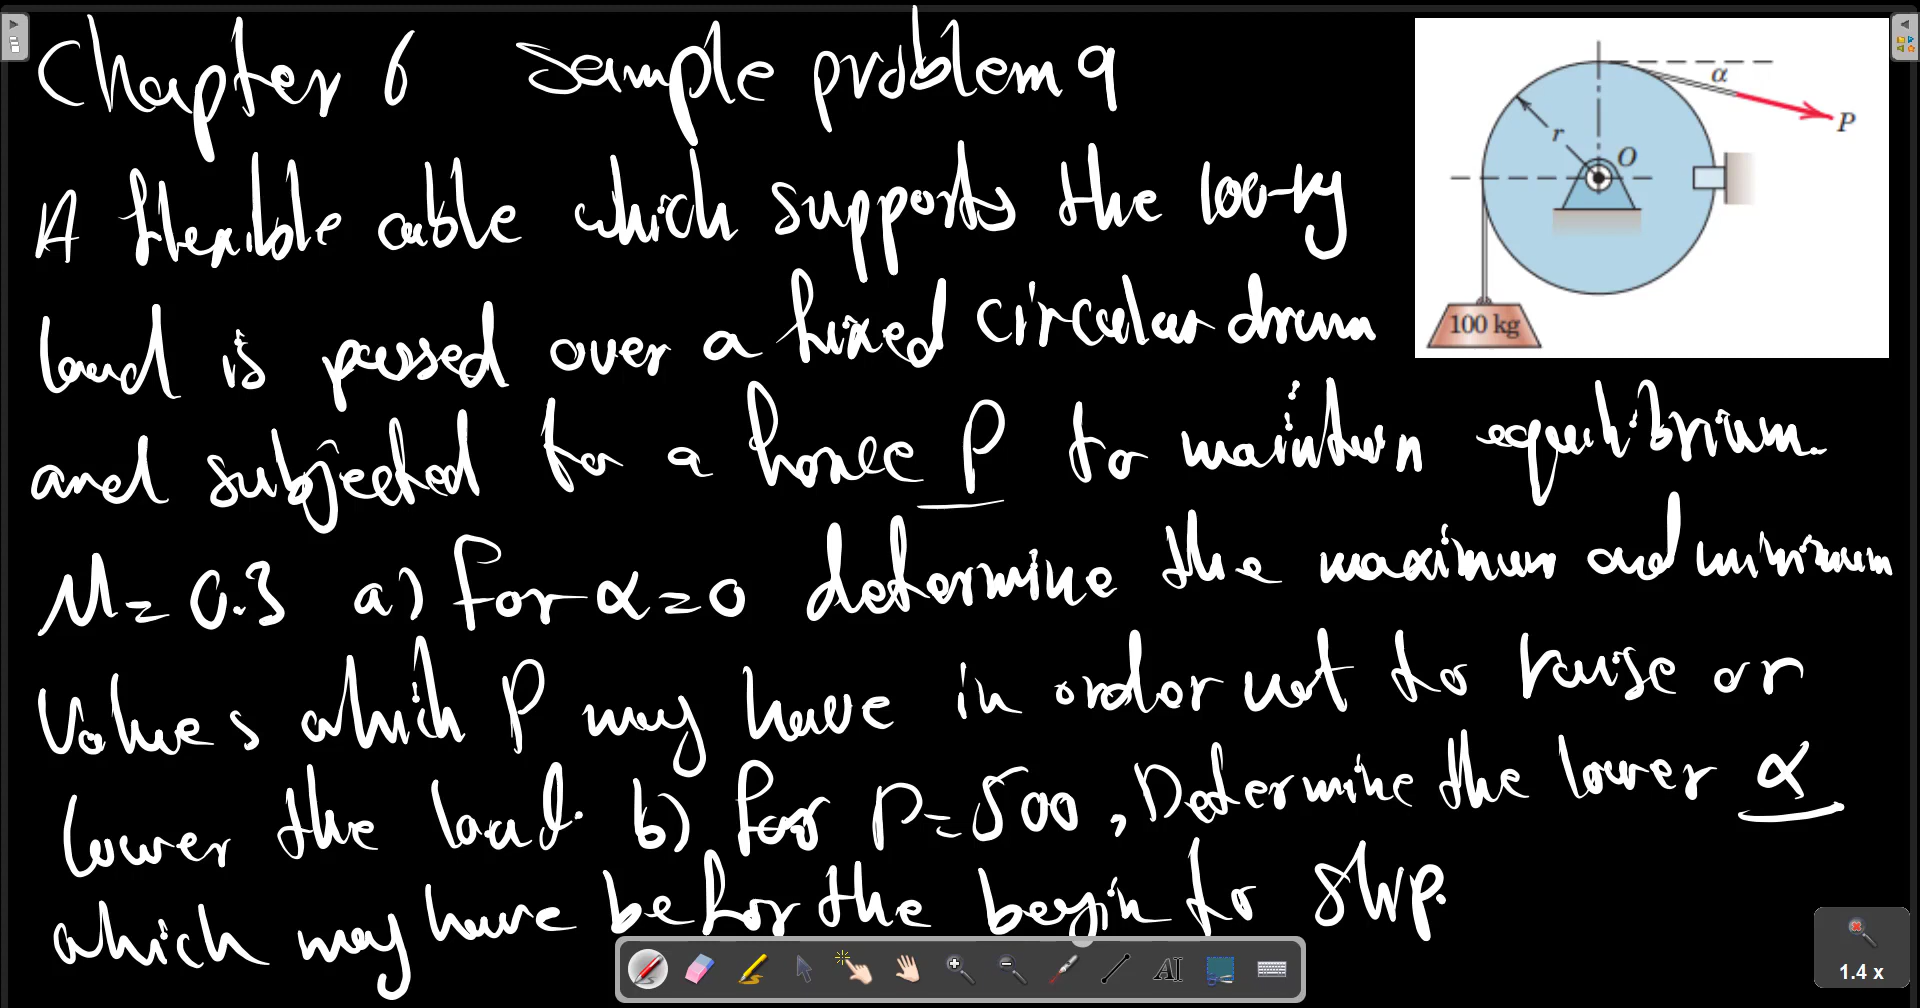 Chapter 6 Sample problem 9
A flexible cable which supports the 100-kg
load is passed over a fixed circular drum
and subjected to a force P to maintain equilibrium.
M = 0.3 a) for α = 0 determine the maximum and minimum
Values which P may have in order not to raise or
lower the load. b) for P = 500, Determine the lower α
which may have befor the begin to slip.
α
P
r
O
100 kg
AI
1.4 x